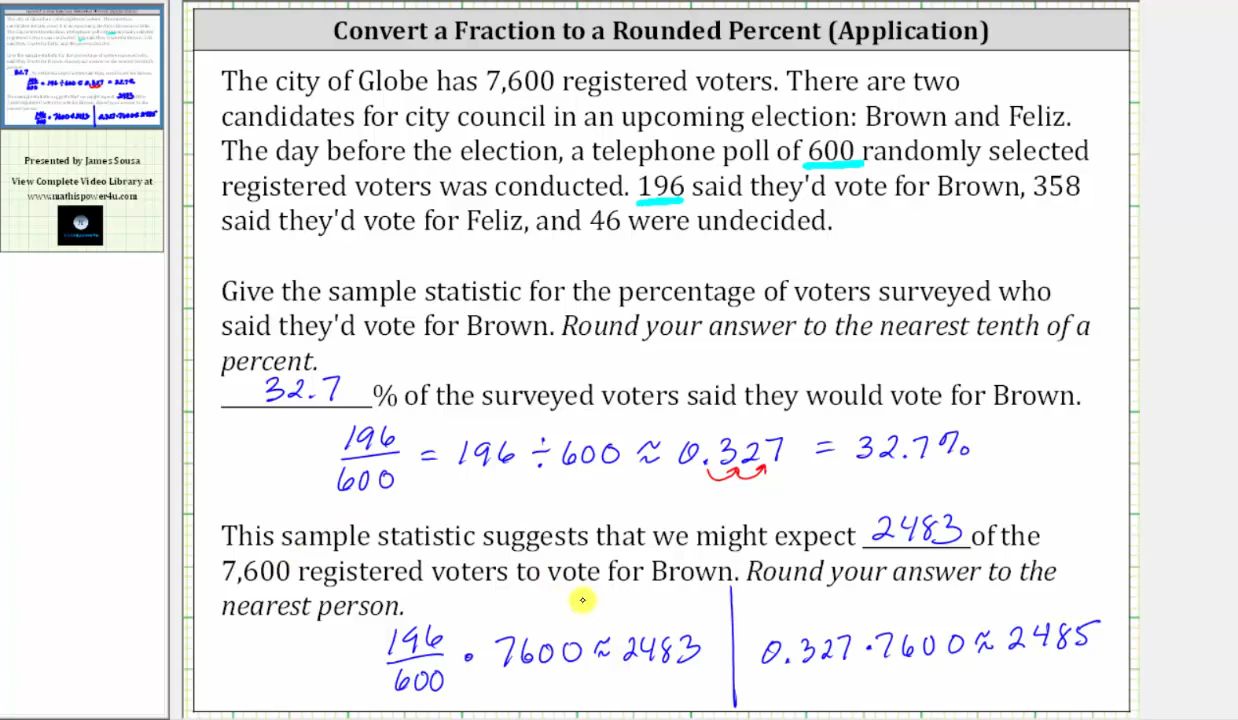 Convert a Fraction to a Rounded Percent (Application)
The city of Globe has 7,600 registered voters. There are two
candidates for city council in an upcoming election: Brown and Feliz.
The day before the election, a telephone poll of 600 randomly selected
registered voters was conducted. 196 said they'd vote for Brown, 358
said they'd vote for Feliz, and 46 were undecided.
Give the sample statistic for the percentage of voters surveyed who
said they'd vote for Brown. Round your answer to the nearest tenth of a
percent.
32.7 % of the surveyed voters said they would vote for Brown.
196/600 = 196 ÷ 600 ≈ 0.327 = 32.7%
This sample statistic suggests that we might expect 2483 of the
7,600 registered voters to vote for Brown. Round your answer to the
nearest person.
196/600 · 7600 ≈ 2483 | 0.327 · 7600 ≈ 2485
Presented by James Sousa
View Complete Video Library at
www.mathispower4u.com